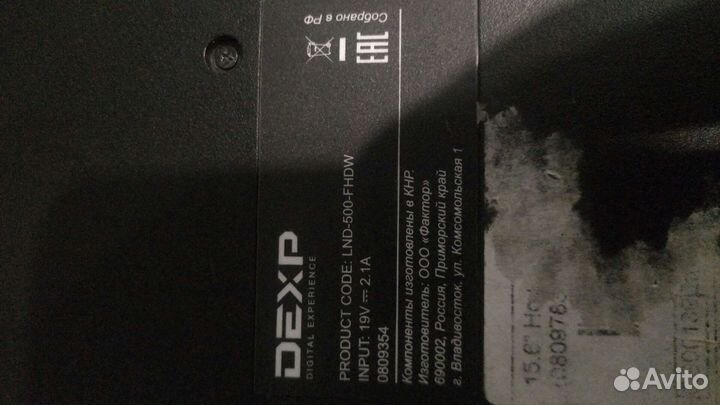 DEXP
DIGITAL EXPERIENCE
PRODUCT CODE: LND-500-FHDW
INPUT: 19V 2.1A
0809354
Собрано в РФ
EAC
Компоненты изготовлены в КНР.
Изготовитель: ООО «Фактор»
690002, Россия, Приморский край
г. Владивосток, ул. Комсомольская 1
15.6"
Avito